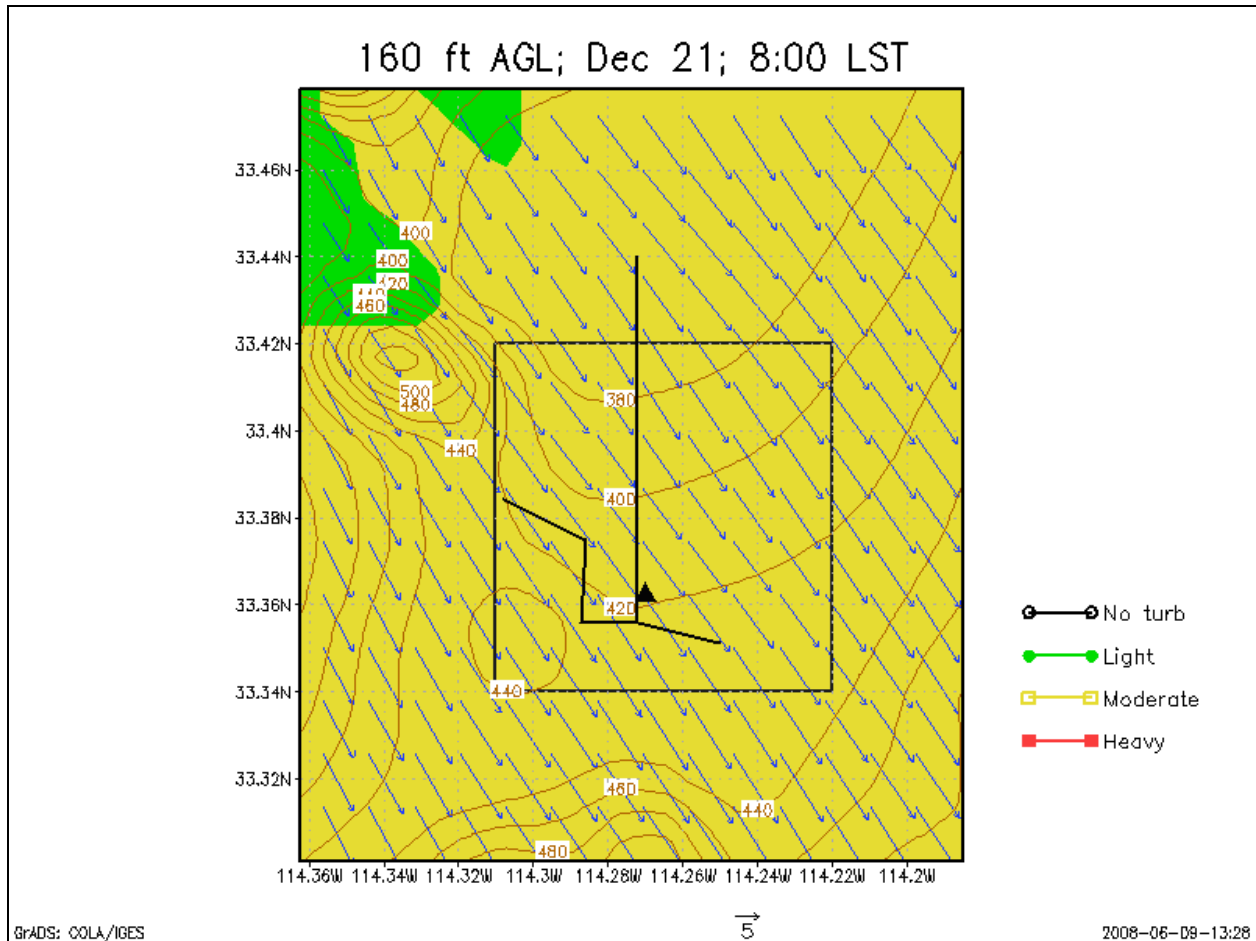 160 ft AGL; Dec 21; 8:00 LST
33.46N
400
33.44N
400
420
440
460
33.42N
500
480
380
33.4N
440
400
33.38N
33.36N
420
No turb
Light
33.34N
440
Moderate
Heavy
33.32N
460
440
480
114.36W 114.34W 114.32W 114.3W 114.28W 114.26W 114.24W 114.22W 114.2W
5
GrADS: COLA/IGES
2008-06-09-13:28